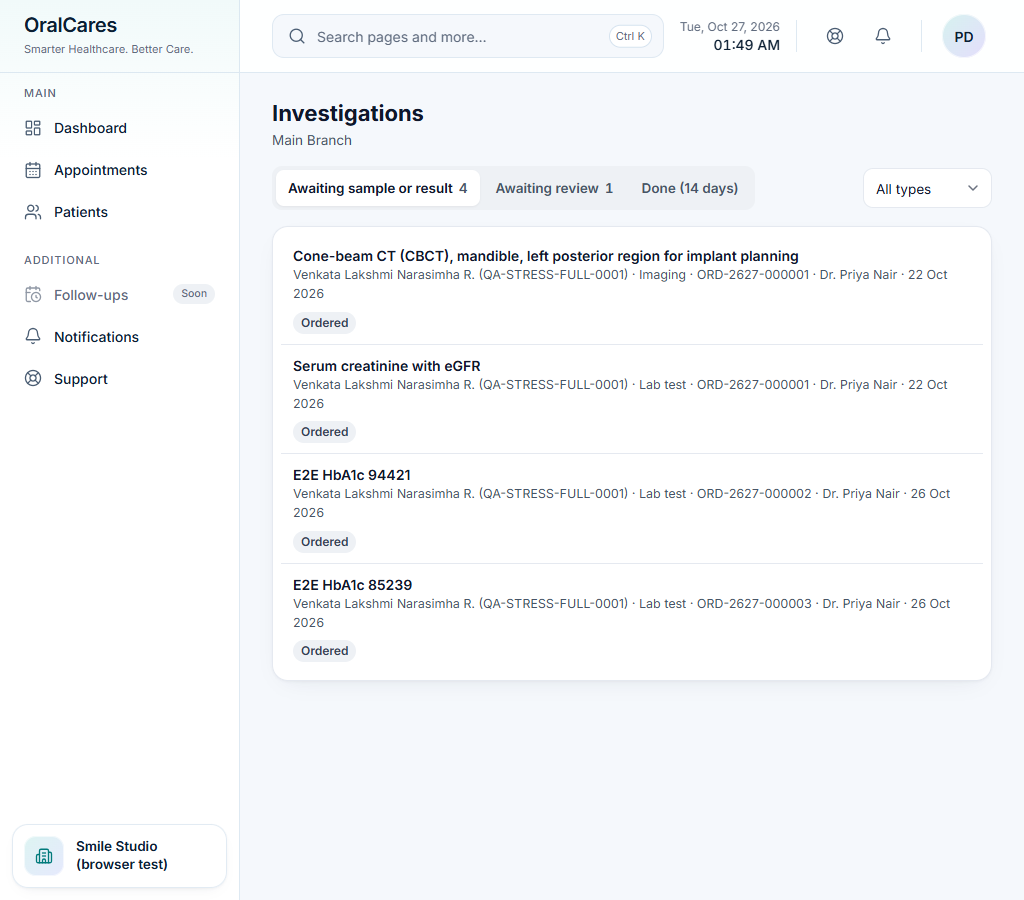 OralCares
Smarter Healthcare. Better Care.
Search pages and more...
Ctrl K
Tue, Oct 27, 2026
01:49 AM
PD
MAIN
Dashboard
Appointments
Patients
ADDITIONAL
Follow-ups
Soon
Notifications
Support
Smile Studio
(browser test)
Investigations
Main Branch
Awaiting sample or result 4
Awaiting review 1
Done (14 days)
All types
Cone-beam CT (CBCT), mandible, left posterior region for implant planning
Venkata Lakshmi Narasimha R. (QA-STRESS-FULL-0001) · Imaging · ORD-2627-000001 · Dr. Priya Nair · 22 Oct
2026
Ordered
Serum creatinine with eGFR
Venkata Lakshmi Narasimha R. (QA-STRESS-FULL-0001) · Lab test · ORD-2627-000001 · Dr. Priya Nair · 22 Oct
2026
Ordered
E2E HbA1c 94421
Venkata Lakshmi Narasimha R. (QA-STRESS-FULL-0001) · Lab test · ORD-2627-000002 · Dr. Priya Nair · 26 Oct
2026
Ordered
E2E HbA1c 85239
Venkata Lakshmi Narasimha R. (QA-STRESS-FULL-0001) · Lab test · ORD-2627-000003 · Dr. Priya Nair · 26 Oct
2026
Ordered